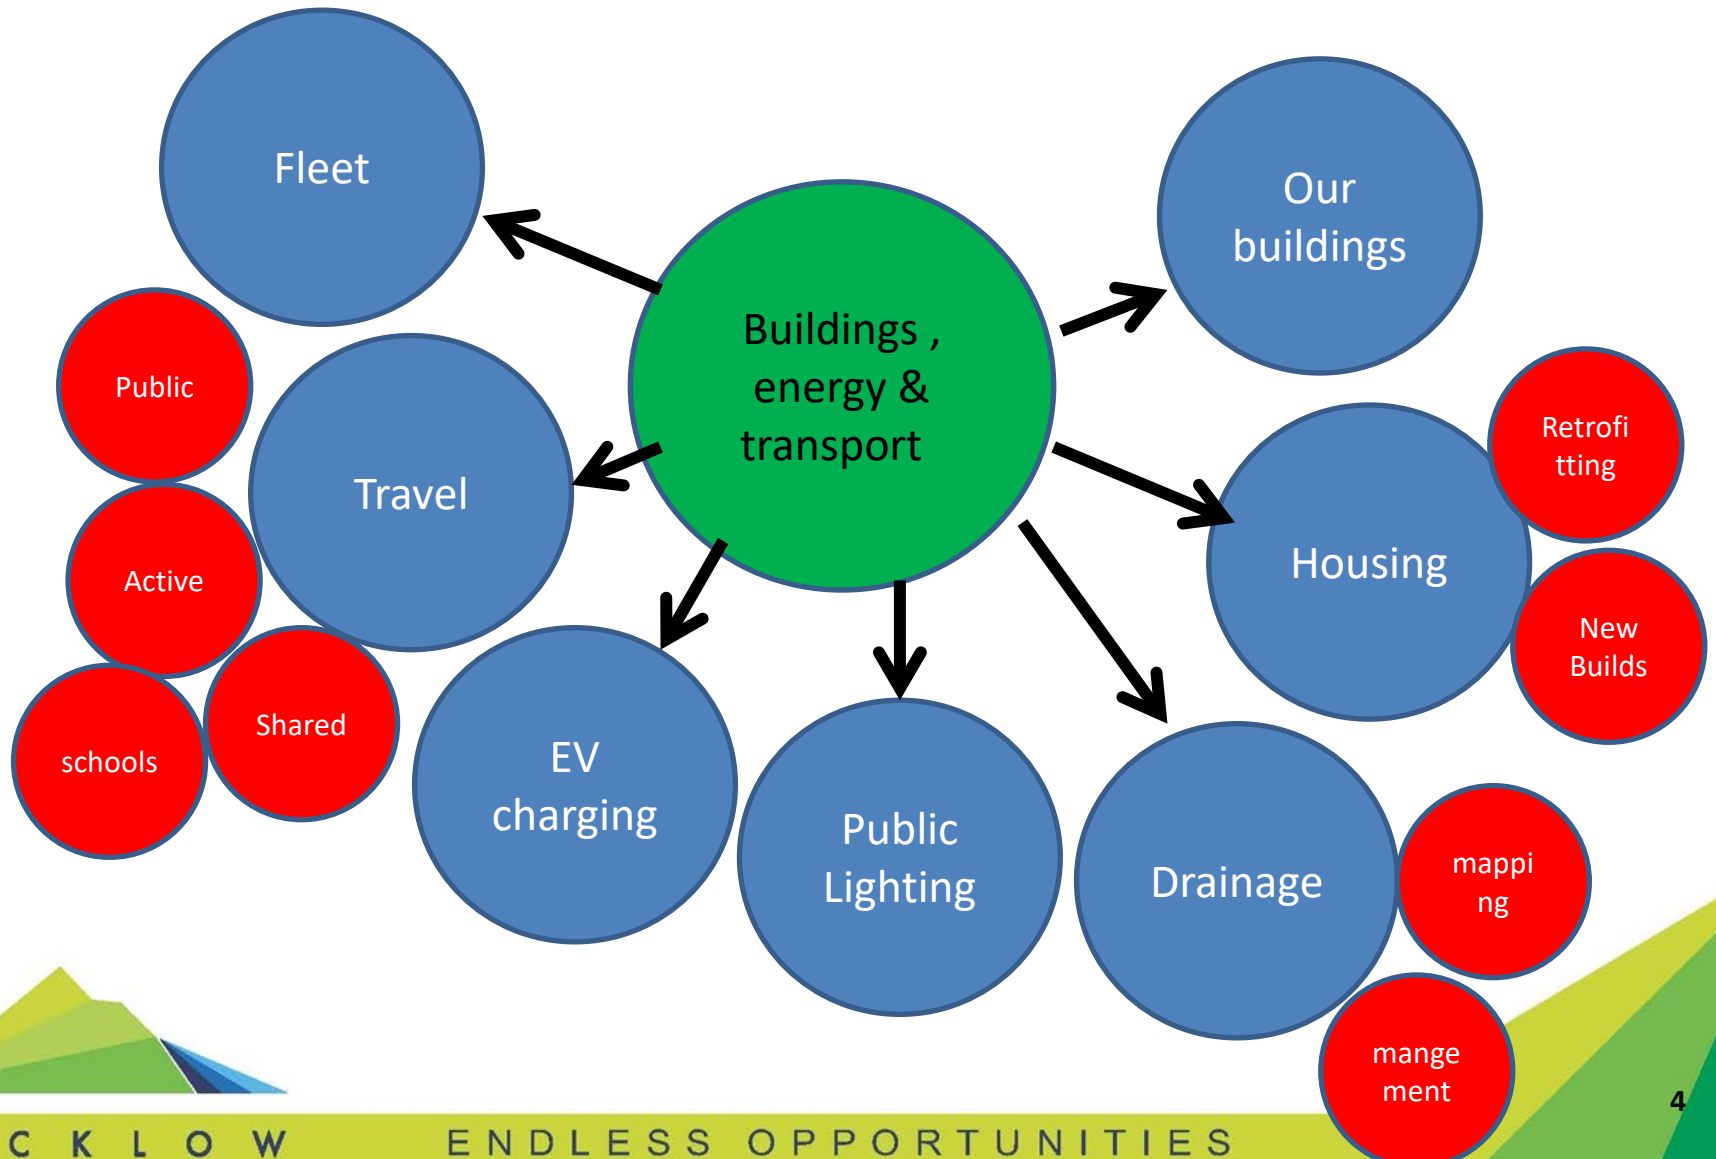 Fleet
Our
buildings
Buildings ,
energy &
transport
Public
Travel
Active
Shared
schools
Retrofi
tting
Housing
New
Builds
EV
charging
Public
Lighting
Drainage
mappi
ng
mange
ment
4
CKLOW ENDLESS OPPORTUNITIES